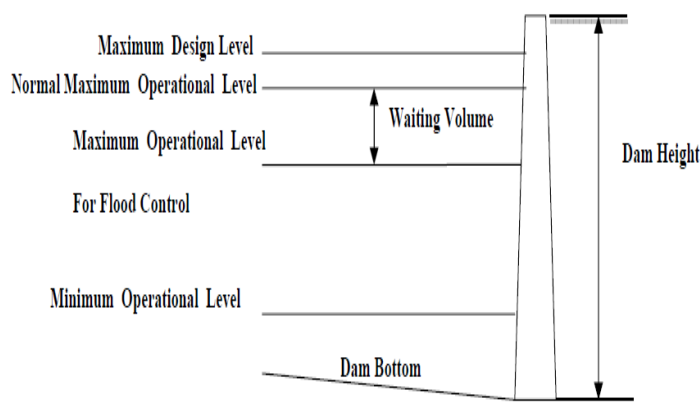 Maximum Design Level
Normal Maximum Operational Level
Waiting Volume
Maximum Operational Level
Dam Height
For Flood Control
Minimum Operational Level
Dam Bottom